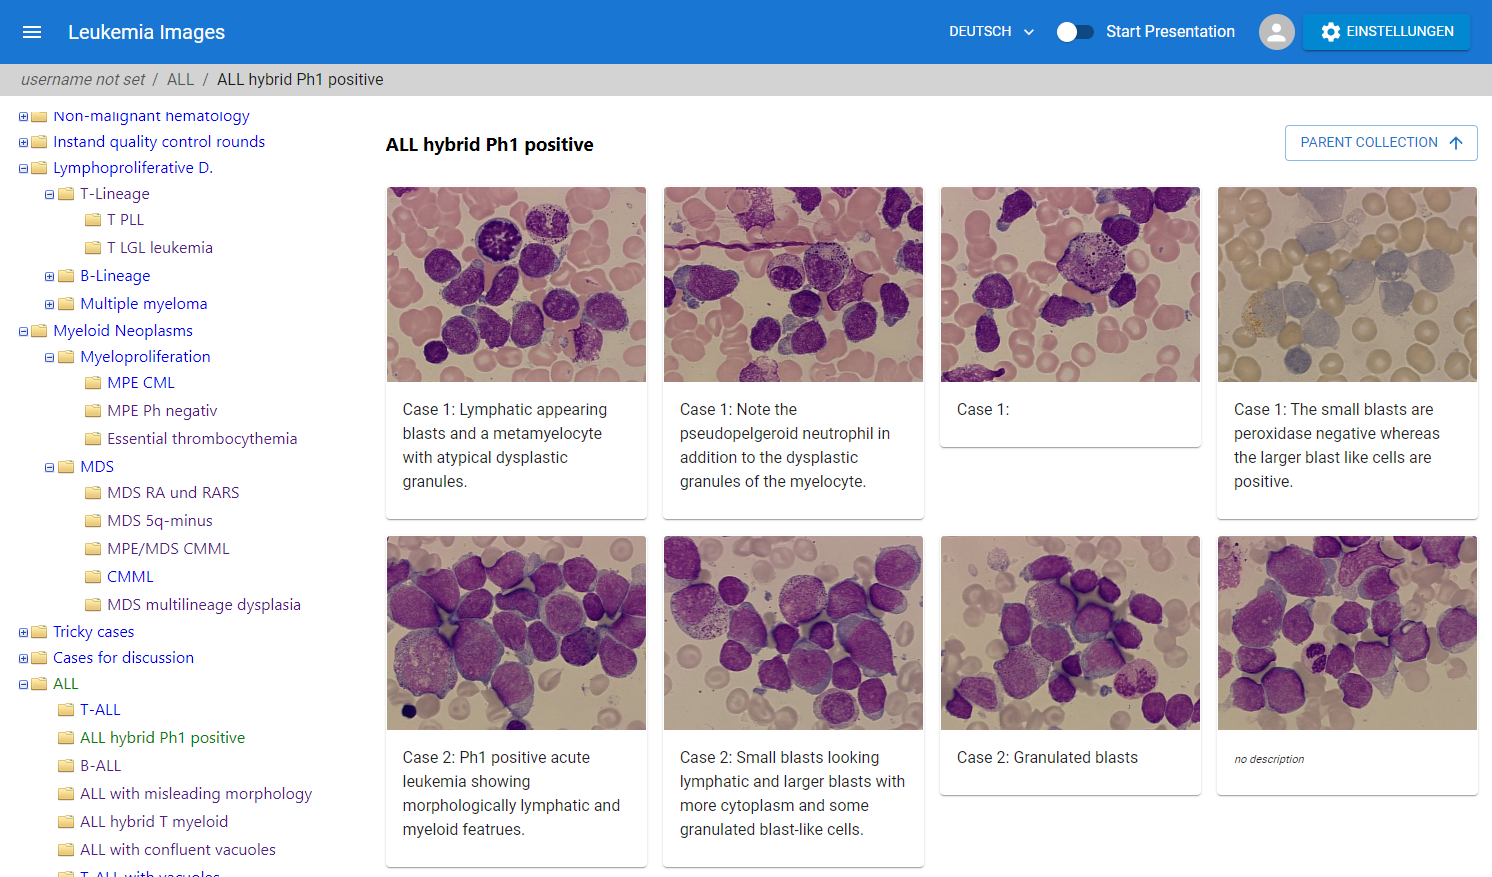 Leukemia Images
DEUTSCH
Start Presentation
EINSTELLUNGEN
username not set / ALL / ALL hybrid Ph1 positive
Non-malignant hematology
Instand quality control rounds
Lymphoproliferative D.
T-Lineage
T PLL
T LGL leukemia
B-Lineage
Multiple myeloma
Myeloid Neoplasms
Myeloproliferation
MPE CML
MPE Ph negativ
Essential thrombocythemia
MDS
MDS RA und RARS
MDS 5q-minus
MPE/MDS CMML
CMML
MDS multilineage dysplasia
Tricky cases
Cases for discussion
ALL
T-ALL
ALL hybrid Ph1 positive
B-ALL
ALL with misleading morphology
ALL hybrid T myeloid
ALL with confluent vacuoles
T-ALL with vacuoles
ALL hybrid Ph1 positive
PARENT COLLECTION
Case 1: Lymphatic appearing
blasts and a metamyelocyte
with atypical dysplastic
granules.
Case 1: Note the
pseudopelgeroid neutrophil in
addition to the dysplastic
granules of the myelocyte.
Case 1:
Case 1: The small blasts are
peroxidase negative whereas
the larger blast like cells are
positive.
Case 2: Ph1 positive acute
leukemia showing
morphologically lymphatic and
myeloid featrues.
Case 2: Small blasts looking
lymphatic and larger blasts with
more cytoplasm and some
granulated blast-like cells.
Case 2: Granulated blasts
no description